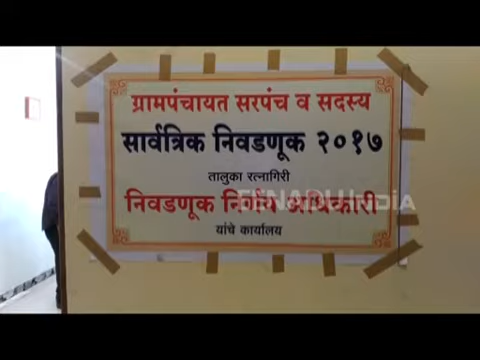 ग्रामपंचायत सरपंच व सदस्य
सार्वत्रिक निवडणूक २०१७
तालुका रत्नागिरी
निवडणूक निर्णय अधिकारी
यांचे कार्यालय